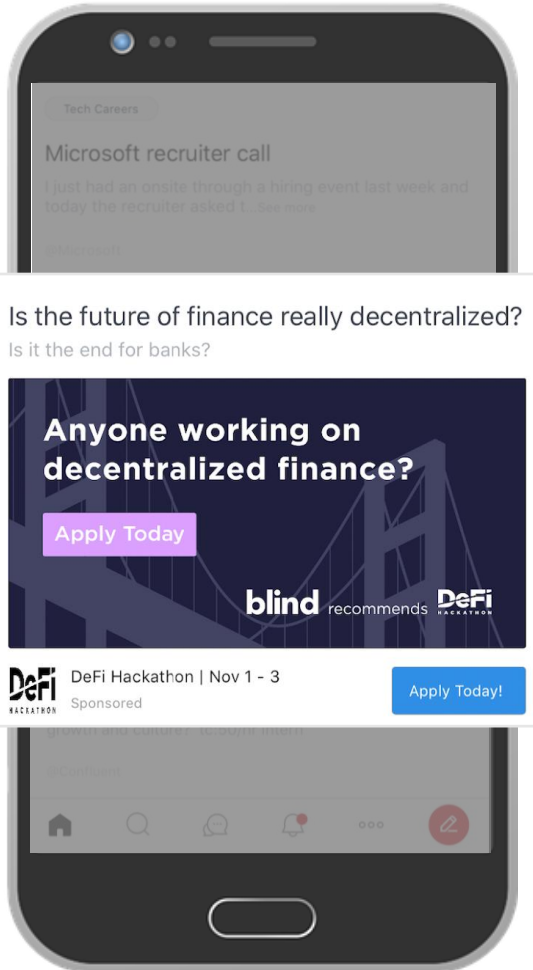 Tech Careers
Microsoft recruiter call
I just had an onsite through a hiring event last week and
today the recruiter asked t...See more
@Microsoft
Is the future of finance really decentralized?
Is it the end for banks?
Anyone working on
decentralized finance?
Apply Today
blind recommends DeFi
HACKATHON
DeFi
HACKATHON
DeFi Hackathon | Nov 1 - 3
Sponsored
Apply Today!
growth and culture? tc:50/hr intern
@Confluent